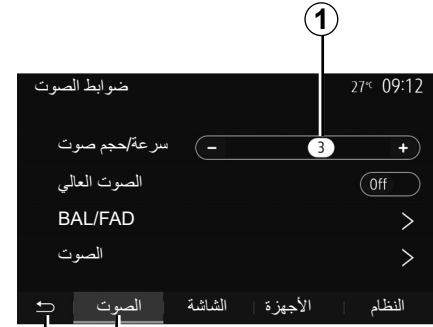 1
ضوابط الصوت 27°C 09:12
سرعة/حجم صوت − 3 +
الصوت العالي Off
BAL/FAD >
الصوت >
الصوت الشاشة الأجهزة النظام